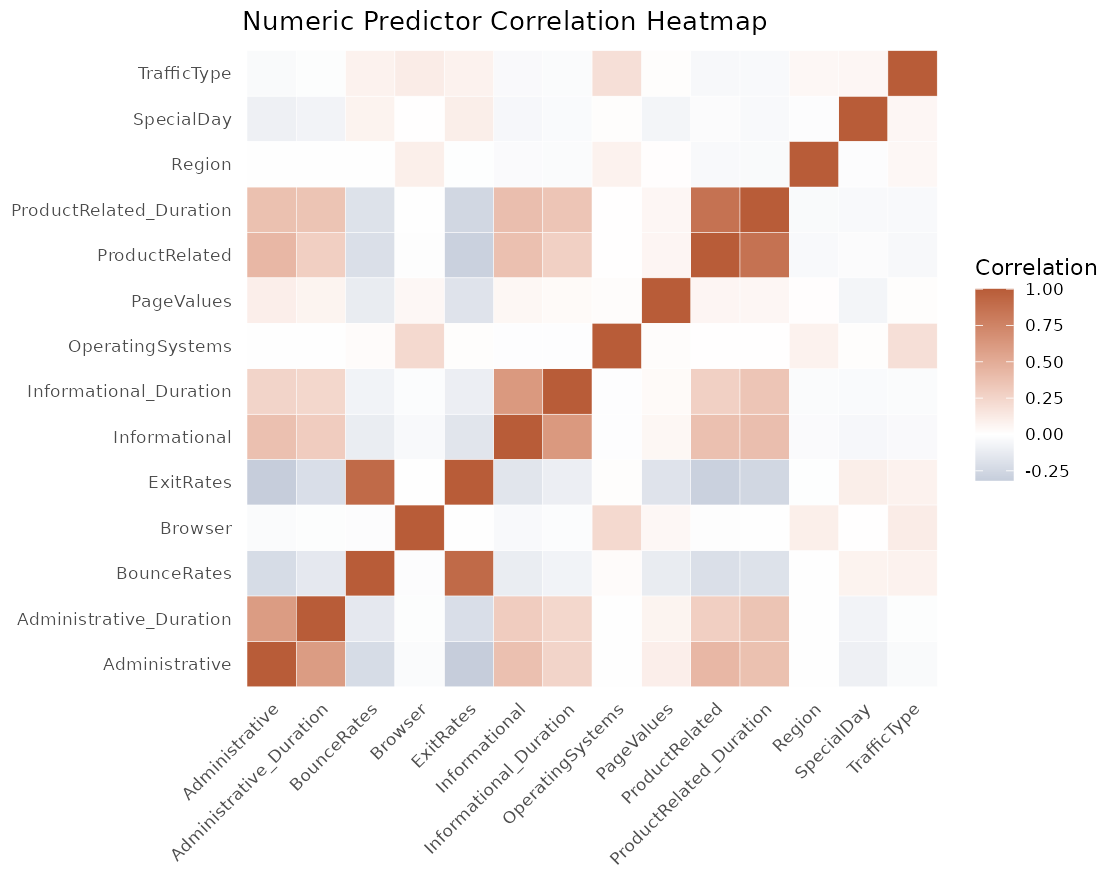 Numeric Predictor Correlation Heatmap
TrafficType
SpecialDay
Region
ProductRelated_Duration
ProductRelated
PageValues
OperatingSystems
Informational_Duration
Informational
ExitRates
Browser
BounceRates
Administrative_Duration
Administrative
Administrative
Administrative_Duration
BounceRates
Browser
ExitRates
Informational
Informational_Duration
OperatingSystems
PageValues
ProductRelated
ProductRelated_Duration
Region
SpecialDay
TrafficType
Correlation
1.00
0.75
0.50
0.25
0.00
-0.25